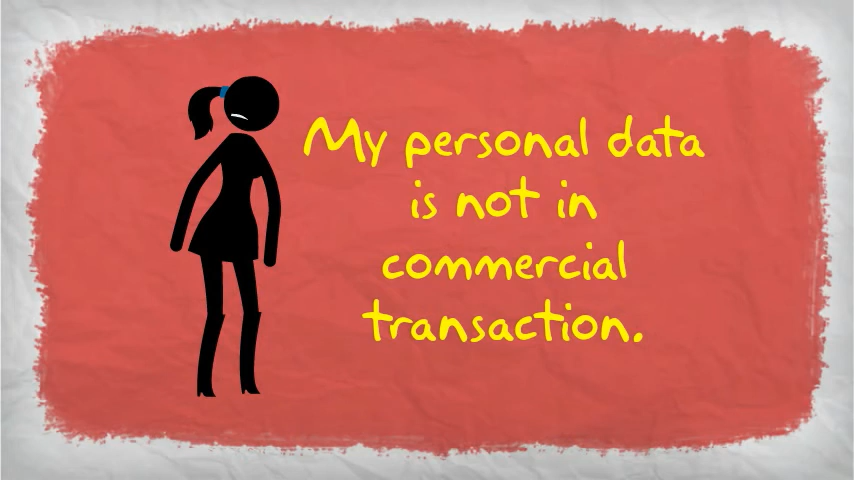 My personal data
is not in
commercial
transaction.